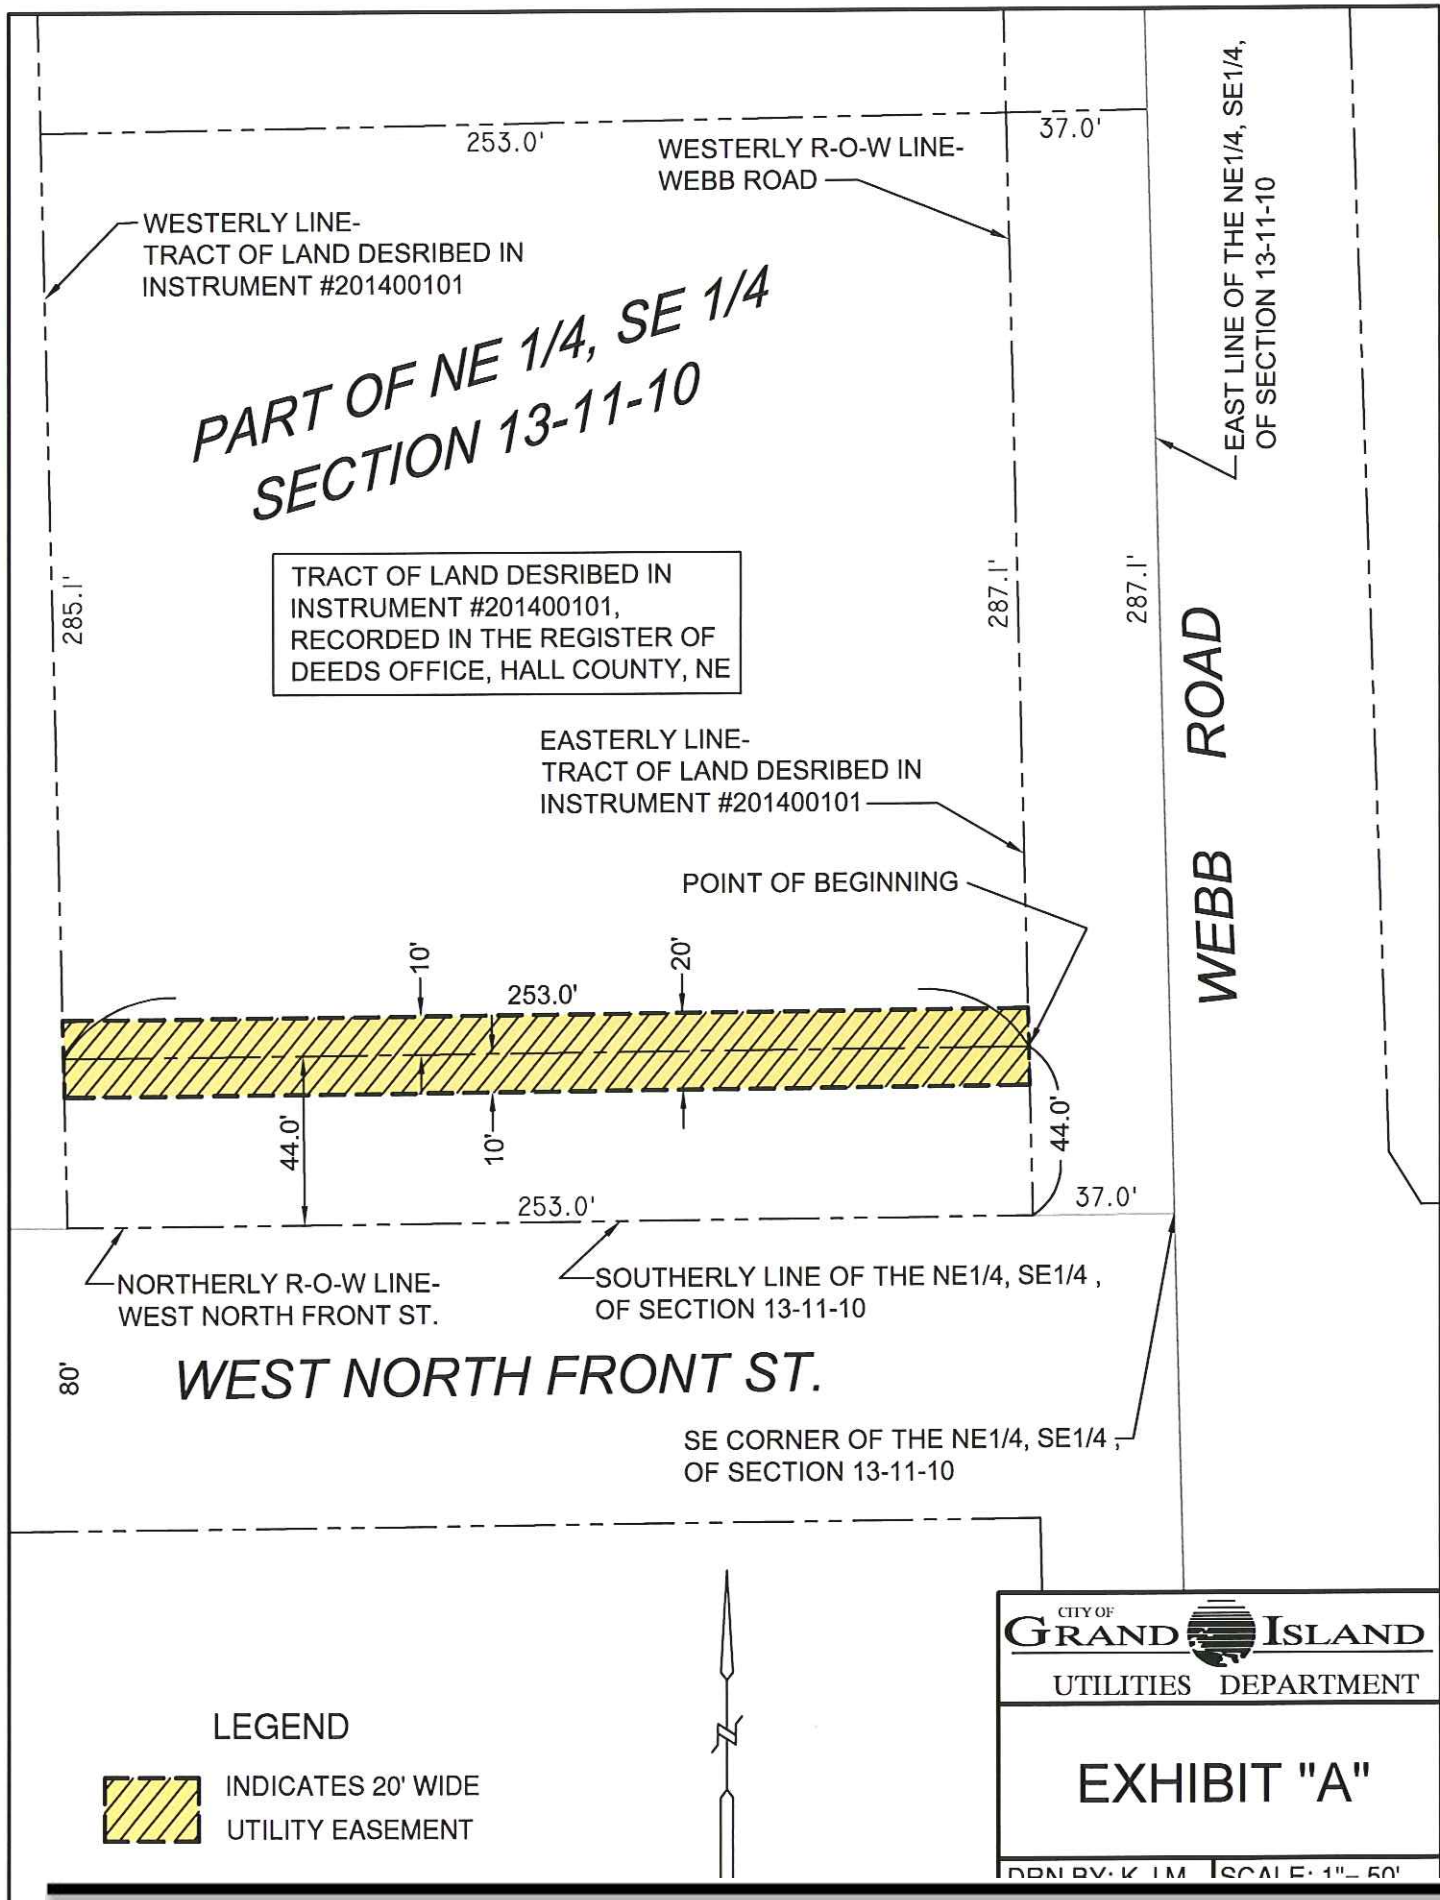 253.0'
37.0'
WESTERLY R-O-W LINE-
WEBB ROAD
EAST LINE OF THE NE1/4, SE1/4,
OF SECTION 13-11-10
WESTERLY LINE-
TRACT OF LAND DESRIBED IN
INSTRUMENT #201400101
PART OF NE 1/4, SE 1/4
SECTION 13-11-10
285.1'
TRACT OF LAND DESRIBED IN
INSTRUMENT #201400101,
RECORDED IN THE REGISTER OF
DEEDS OFFICE, HALL COUNTY, NE
287.1'
287.1'
WEBB ROAD
EASTERLY LINE-
TRACT OF LAND DESRIBED IN
INSTRUMENT #201400101
POINT OF BEGINNING
10'
253.0'
20'
44.0'
10'
44.0'
253.0'
37.0'
NORTHERLY R-O-W LINE-
WEST NORTH FRONT ST.
SOUTHERLY LINE OF THE NE1/4, SE1/4 ,
OF SECTION 13-11-10
80'
WEST NORTH FRONT ST.
SE CORNER OF THE NE1/4, SE1/4 ,
OF SECTION 13-11-10
CITY OF
GRAND ISLAND
UTILITIES DEPARTMENT
EXHIBIT "A"
LEGEND
INDICATES 20' WIDE
UTILITY EASEMENT
N
DRN BY: K.J.M.
SCALE: 1"= 50'